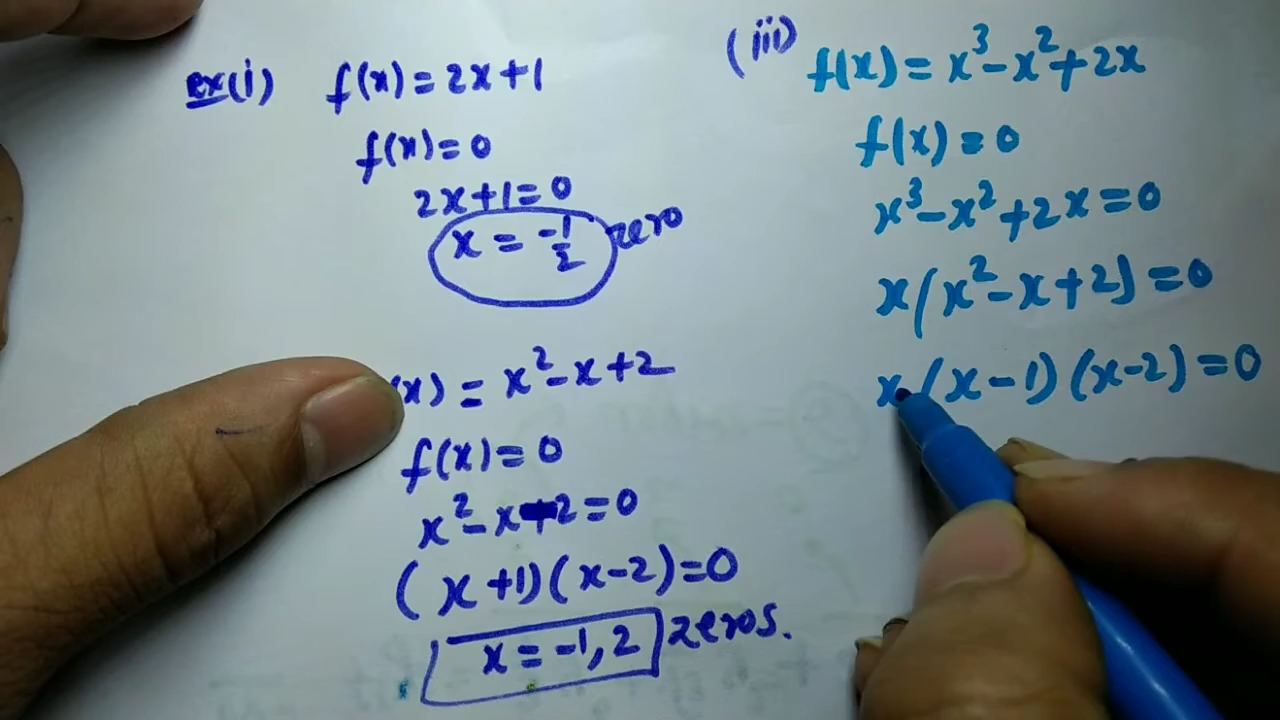 ex(i) f(x) = 2x+1
f(x) = 0
2x+1=0
x = -1/2 zero
(x) = x²-x+2
f(x) = 0
x²-x+2=0
(x+1)(x-2)=0
x = -1, 2 zeros.
(iii) f(x) = x³-x²+2x
f(x) = 0
x³-x²+2x=0
x(x²-x+2)=0
x(x-1)(x-2)=0